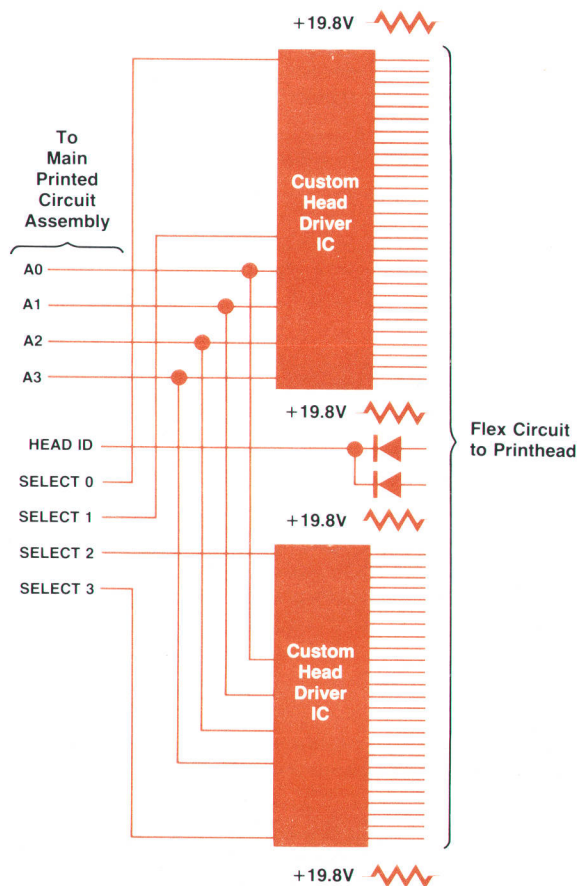 +19.8V
To
Main
Printed
Circuit
Assembly
Custom
Head
Driver
IC
A0
A1
A2
A3
+19.8V
HEAD ID
Flex Circuit
to Printhead
SELECT 0
SELECT 1
+19.8V
SELECT 2
SELECT 3
Custom
Head
Driver
IC
+19.8V